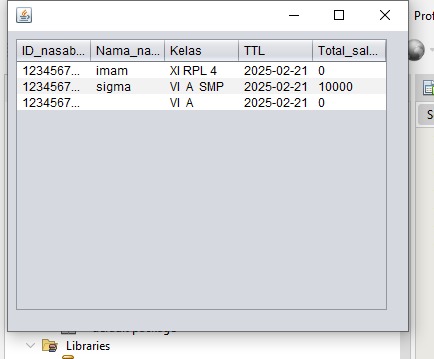 Prof
ID_nasab... Nama_na... Kelas TTL Total_sal...
1234567... imam XI RPL 4 2025-02-21 0
1234567... sigma VI A SMP 2025-02-21 10000
1234567... VI A 2025-02-21 0
S
Libraries